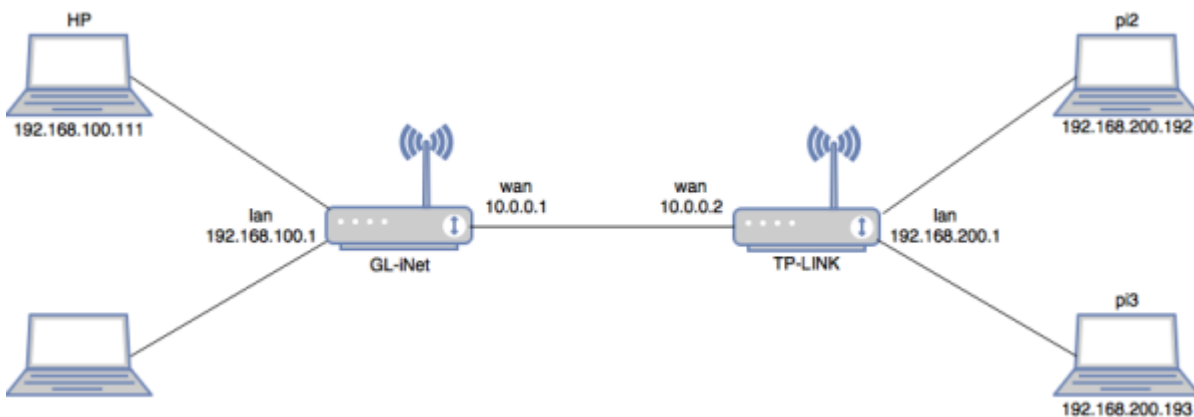 HP
192.168.100.111
lan
192.168.100.1
GL-iNet
wan
10.0.0.1
wan
10.0.0.2
TP-LINK
lan
192.168.200.1
pi2
192.168.200.192
pi3
192.168.200.193